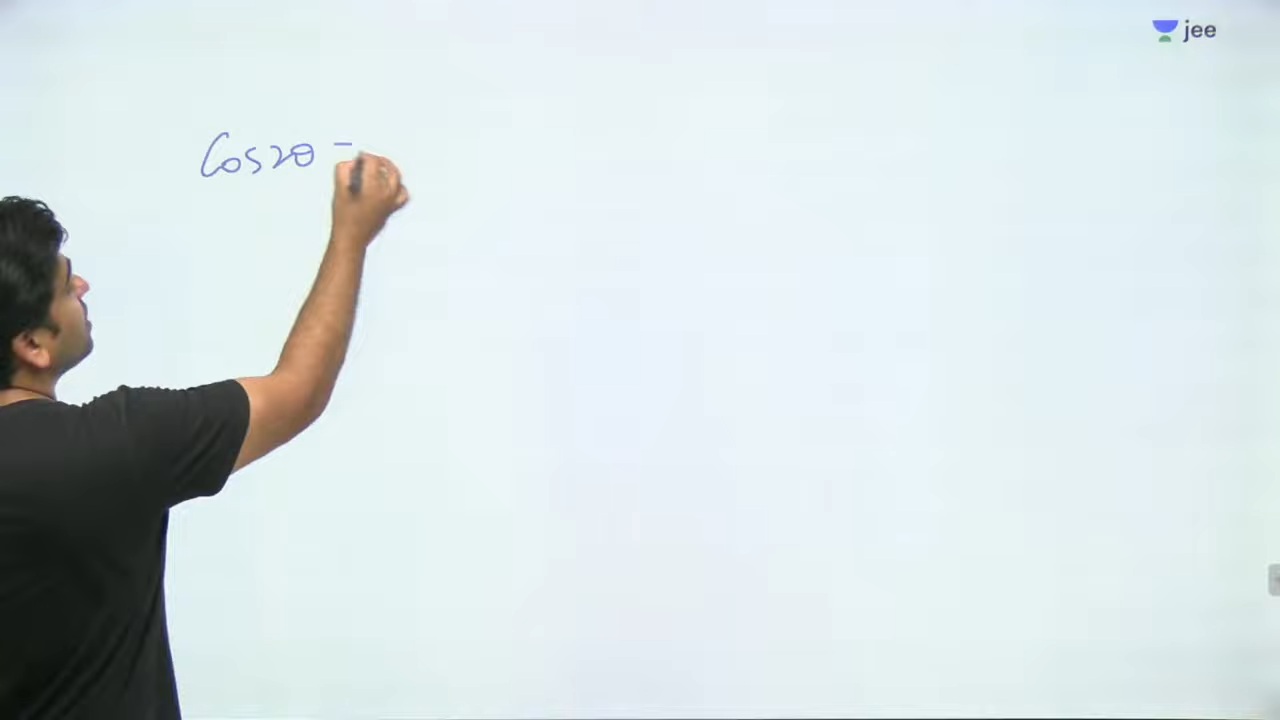 jee
Cos2θ =